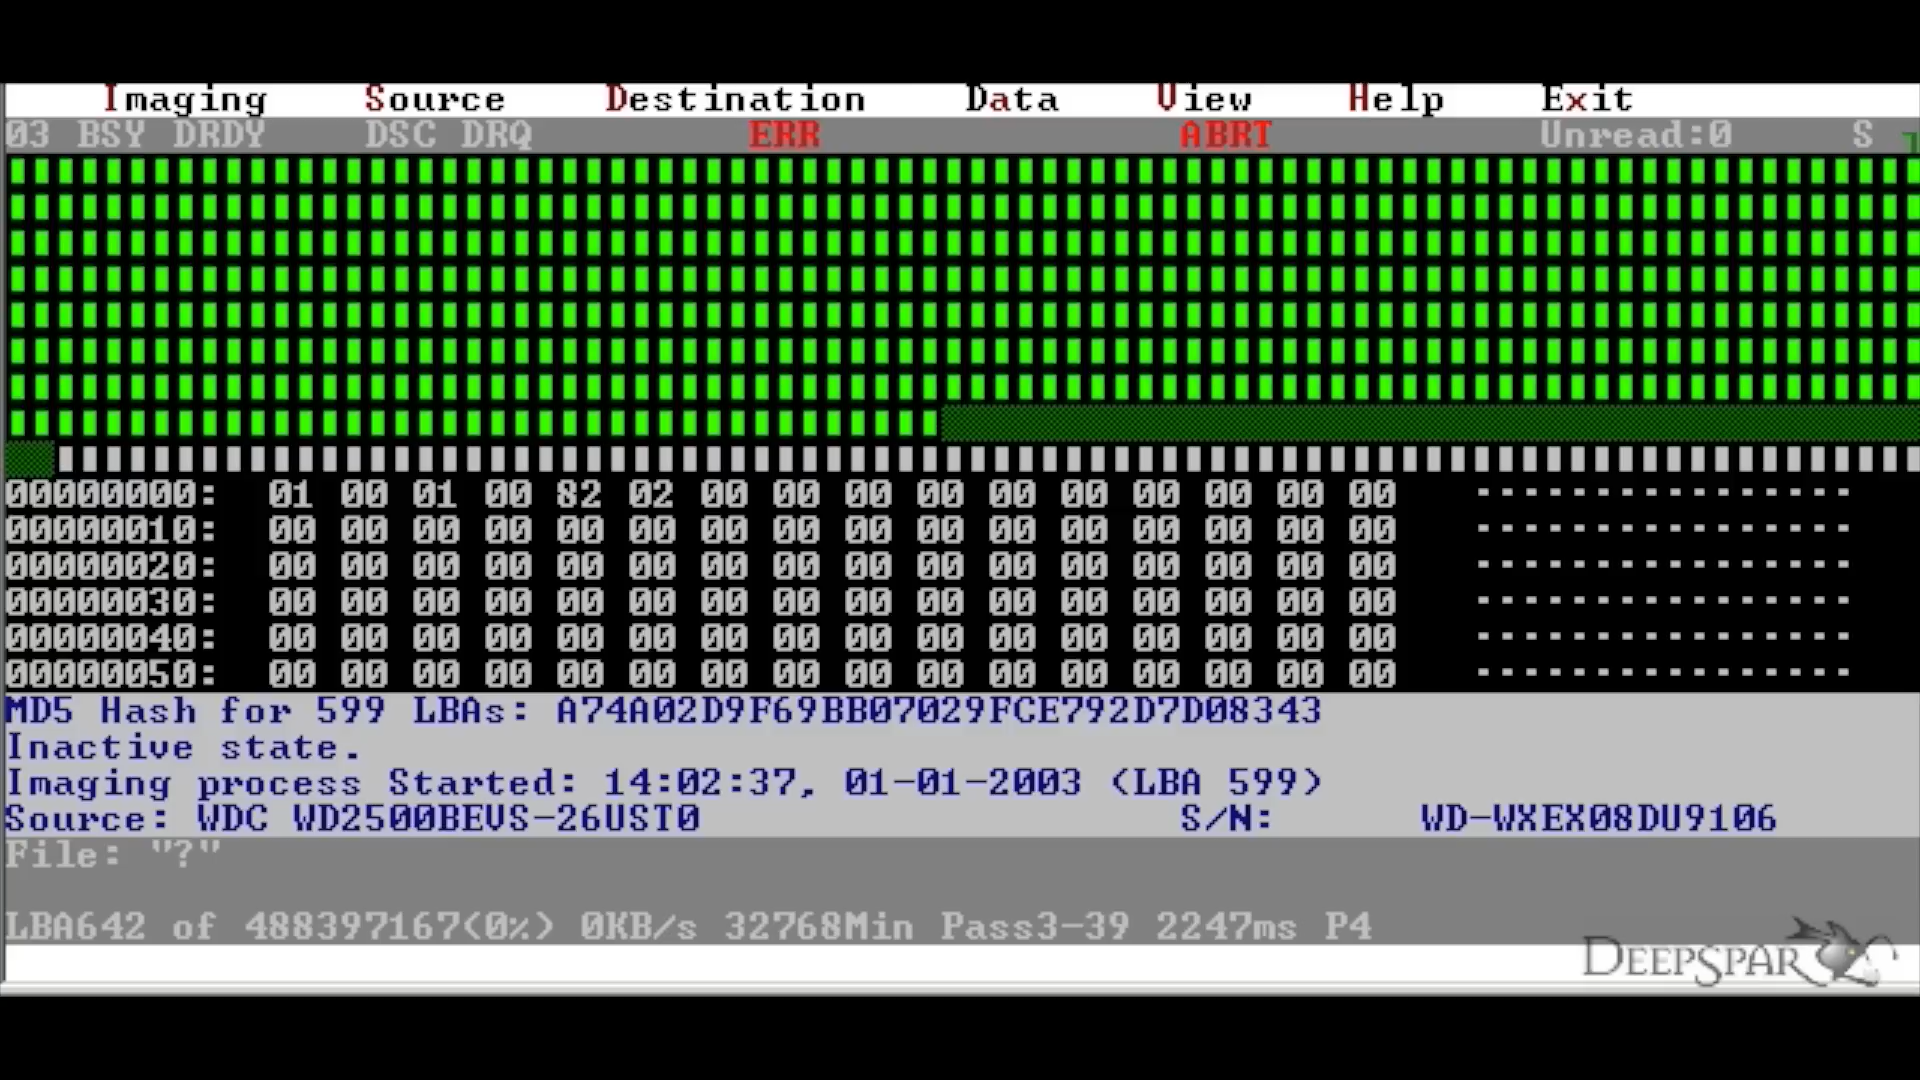 Imaging Source Destination Data View Help Exit
03 BSY DRDY DSC DRQ ERR ABRT Unread:0 S
00000000: 01 00 01 00 82 02 00 00 00 00 00 00 00 00 00 00 ----------------
00000010: 00 00 00 00 00 00 00 00 00 00 00 00 00 00 00 00 ----------------
00000020: 00 00 00 00 00 00 00 00 00 00 00 00 00 00 00 00 ----------------
00000030: 00 00 00 00 00 00 00 00 00 00 00 00 00 00 00 00 ----------------
00000040: 00 00 00 00 00 00 00 00 00 00 00 00 00 00 00 00 ----------------
00000050: 00 00 00 00 00 00 00 00 00 00 00 00 00 00 00 00 ----------------
MD5 Hash for 599 LBAs: A74A02D9F69BB07029FCE792D7D08343
Inactive state.
Imaging process Started: 14:02:37, 01-01-2003 (LBA 599)
Source: WDC WD2500BEVS-26UST0 S/N: WD-WXEX08DU9106
File: "?"
LBA642 of 488397167(0%) 0KB/s 32768Min Pass3-39 2247ms P4
DEEPSPAR